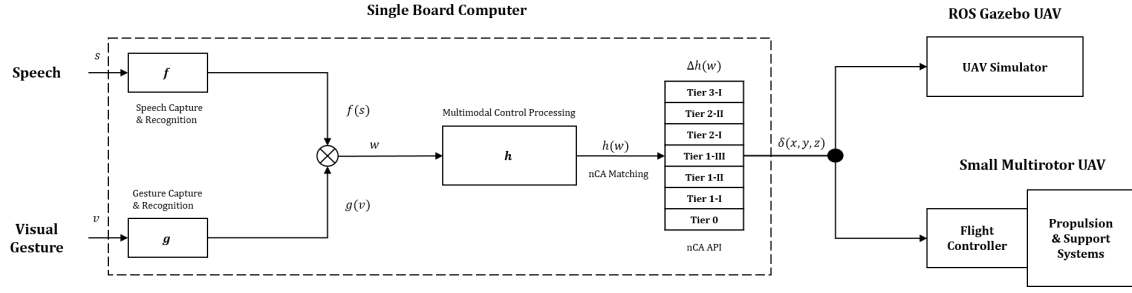 Single Board Computer
ROS Gazebo UAV
s
Speech
f
Speech Capture
& Recognition
f(s)
Multimodal Control Processing
w
h
h(w)
nCA Matching
Δh(w)
Tier 3-I
Tier 2-II
Tier 2-I
Tier 1-III
Tier 1-II
Tier 1-I
Tier 0
nCA API
δ(x, y, z)
UAV Simulator
Small Multirotor UAV
Gesture Capture
& Recognition
g(v)
v
Visual
Gesture
g
Flight
Controller
Propulsion
& Support
Systems